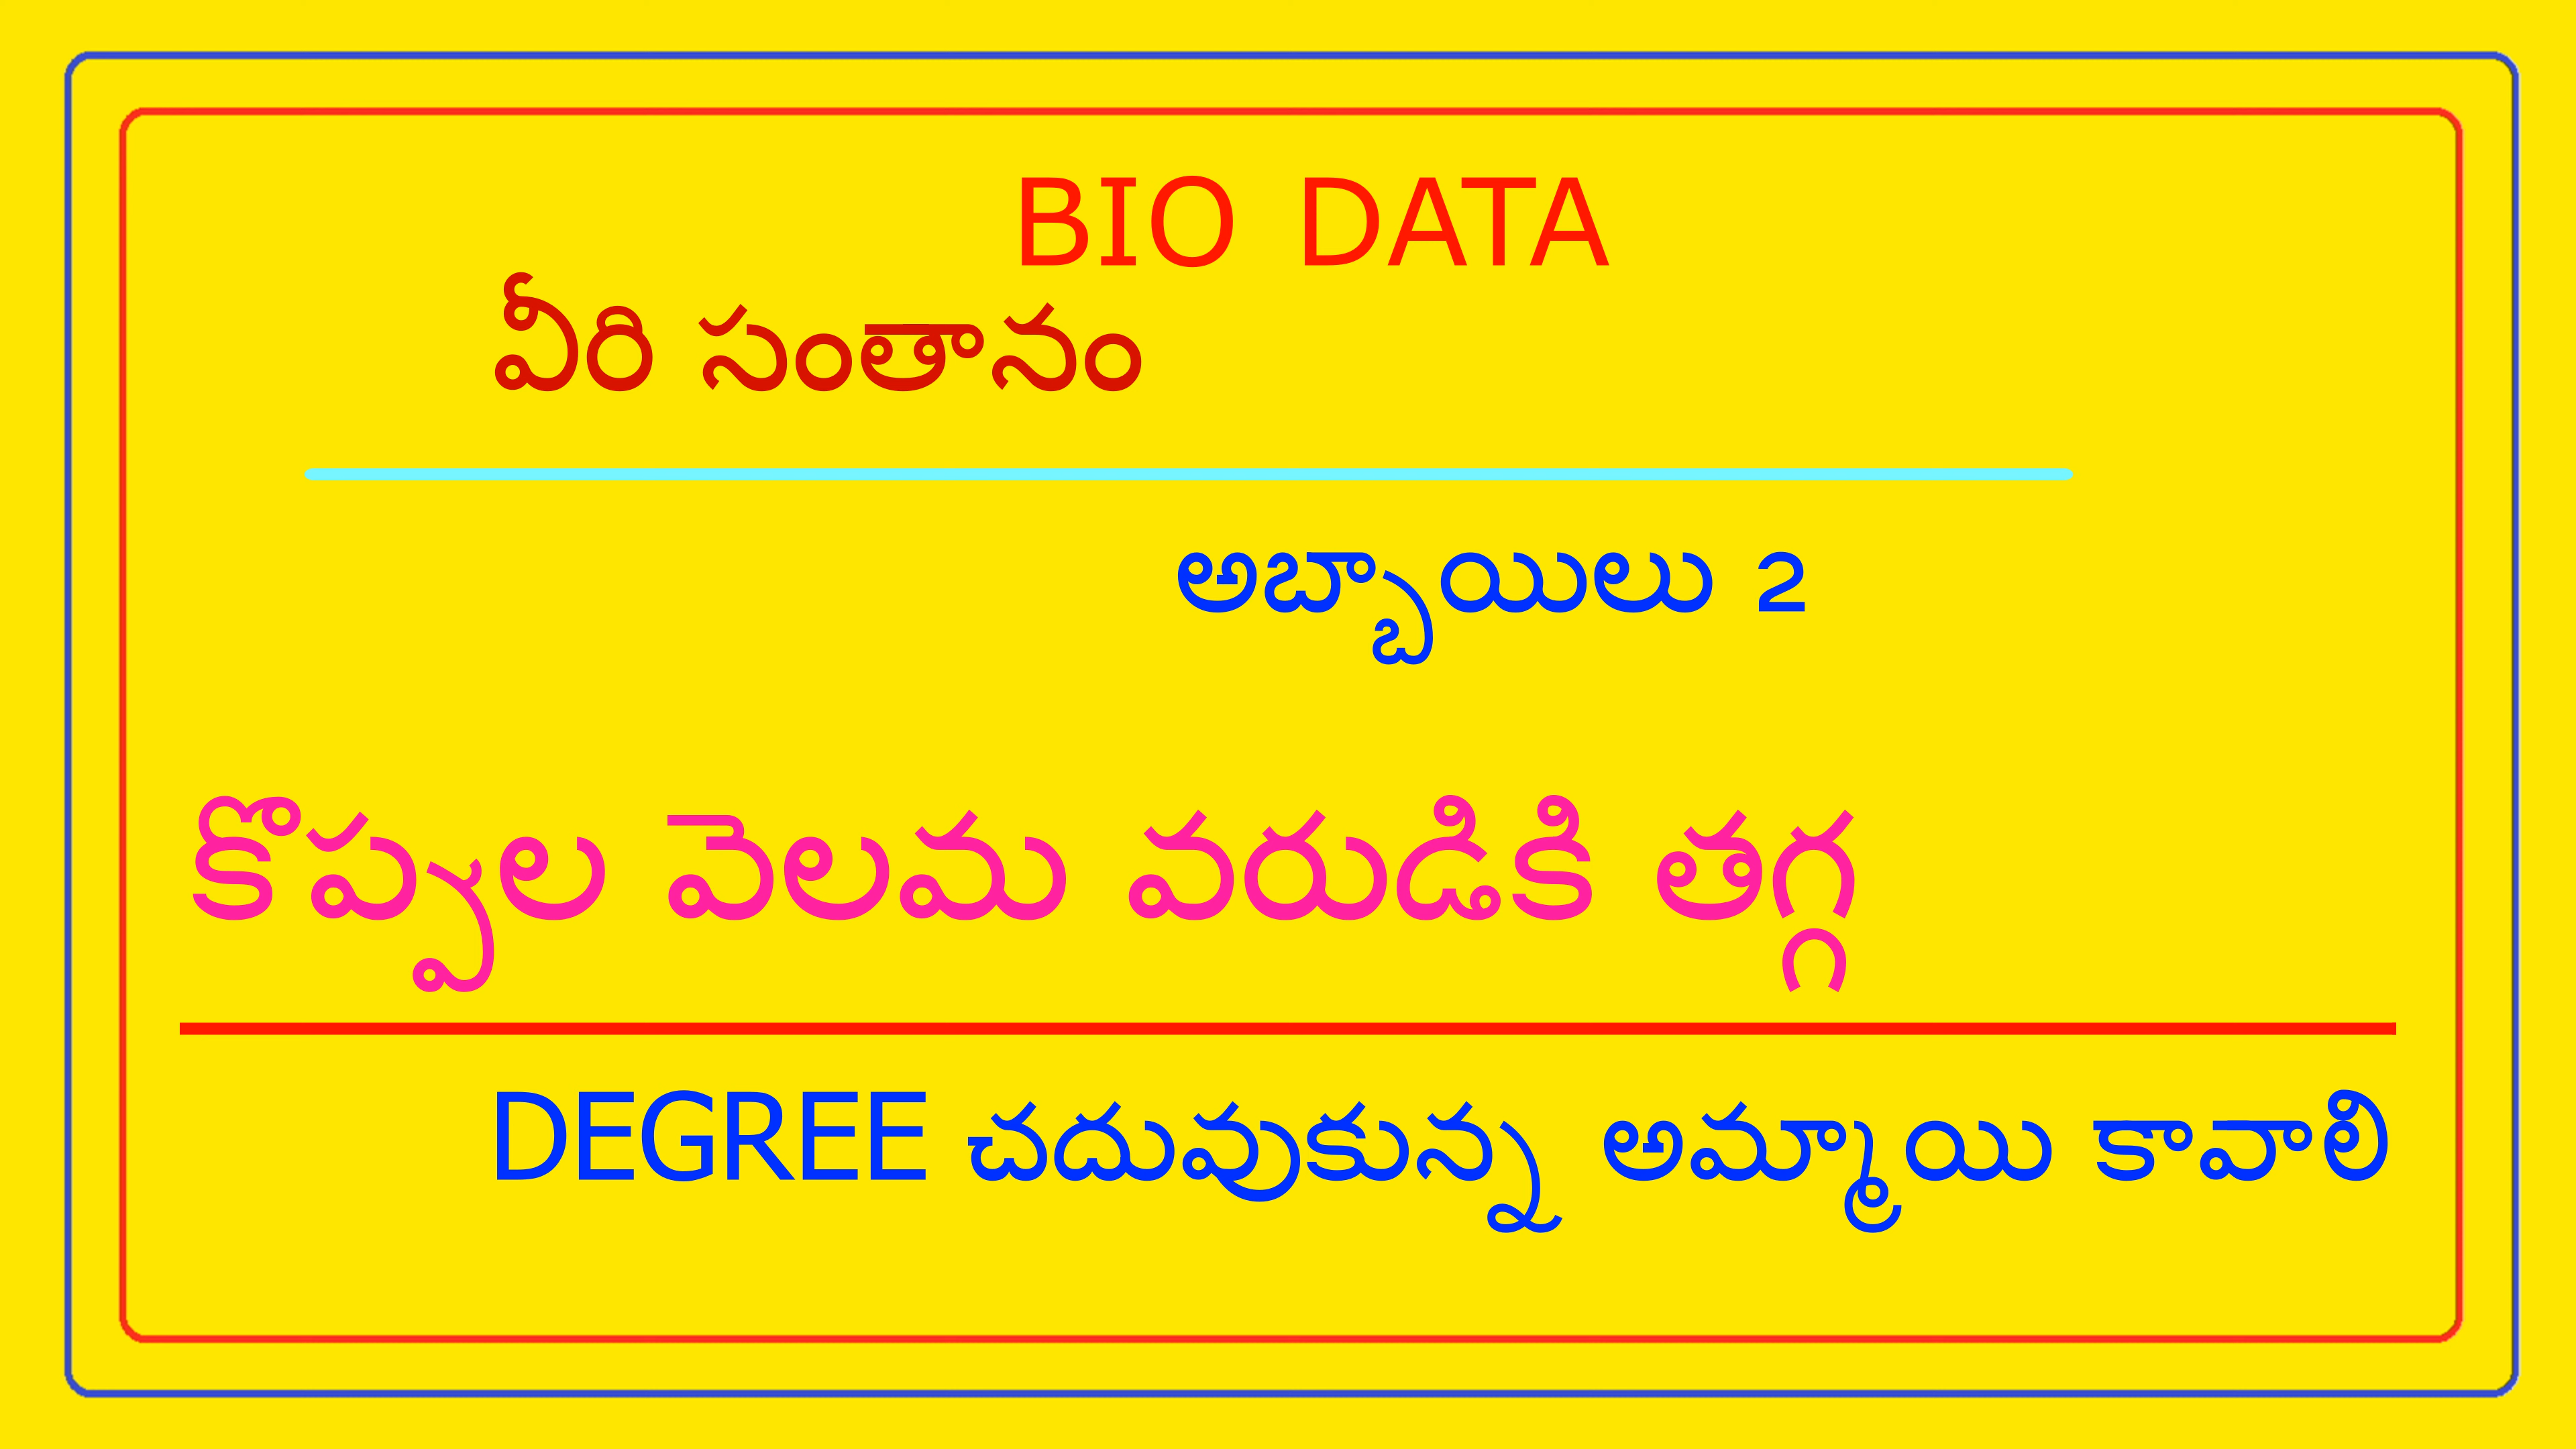 BIO DATA
వీరి సంతానం
అబ్బాయిలు 2
కొప్పుల వెలమ వరుడికి తగ్గ
DEGREE చదువుకున్న అమ్మాయి కావాలి